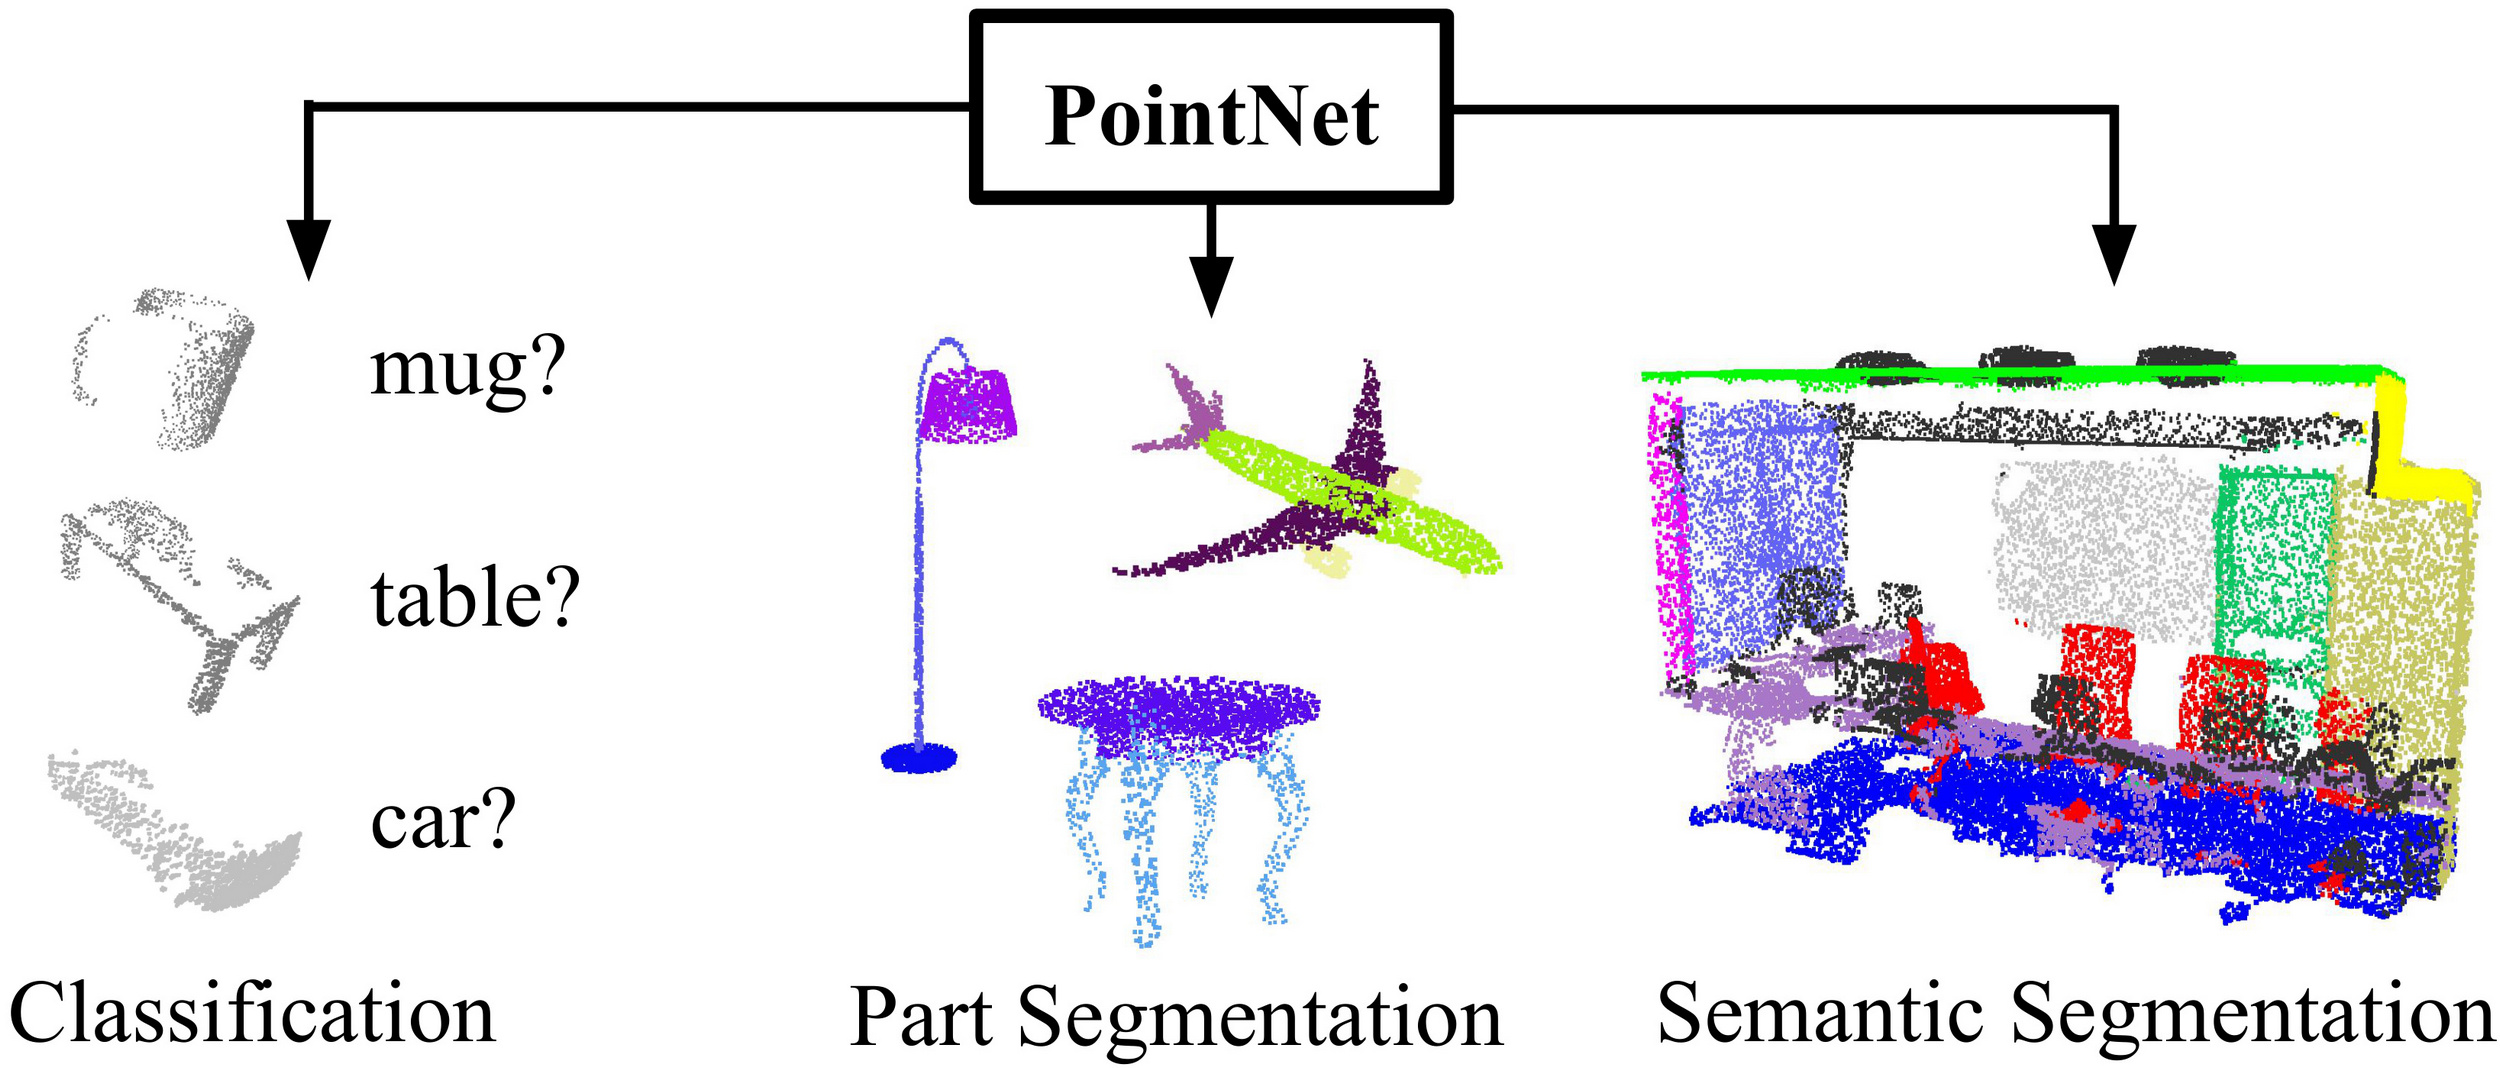 PointNet
mug?
table?
car?
Classification
Part Segmentation
Semantic Segmentation